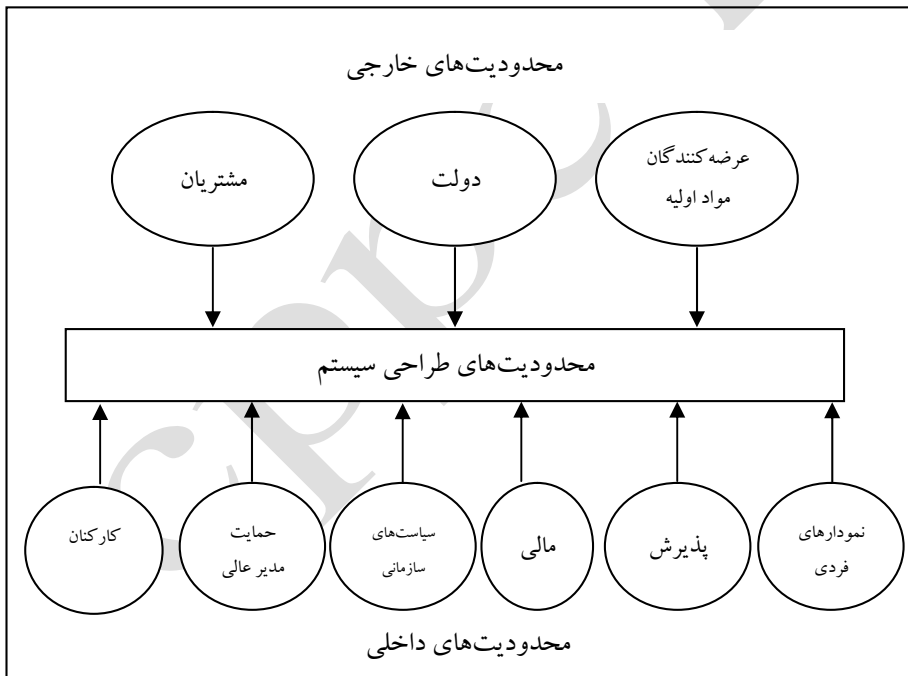 محدودیت‌های خارجی
عرضه‌کنندگان
مواد اولیه
دولت
مشتریان
محدودیت‌های طراحی سیستم
نمودارهای
فردی
پذیرش
مالی
سیاست‌های
سازمانی
حمایت
مدیر عالی
کارکنان
محدودیت‌های داخلی